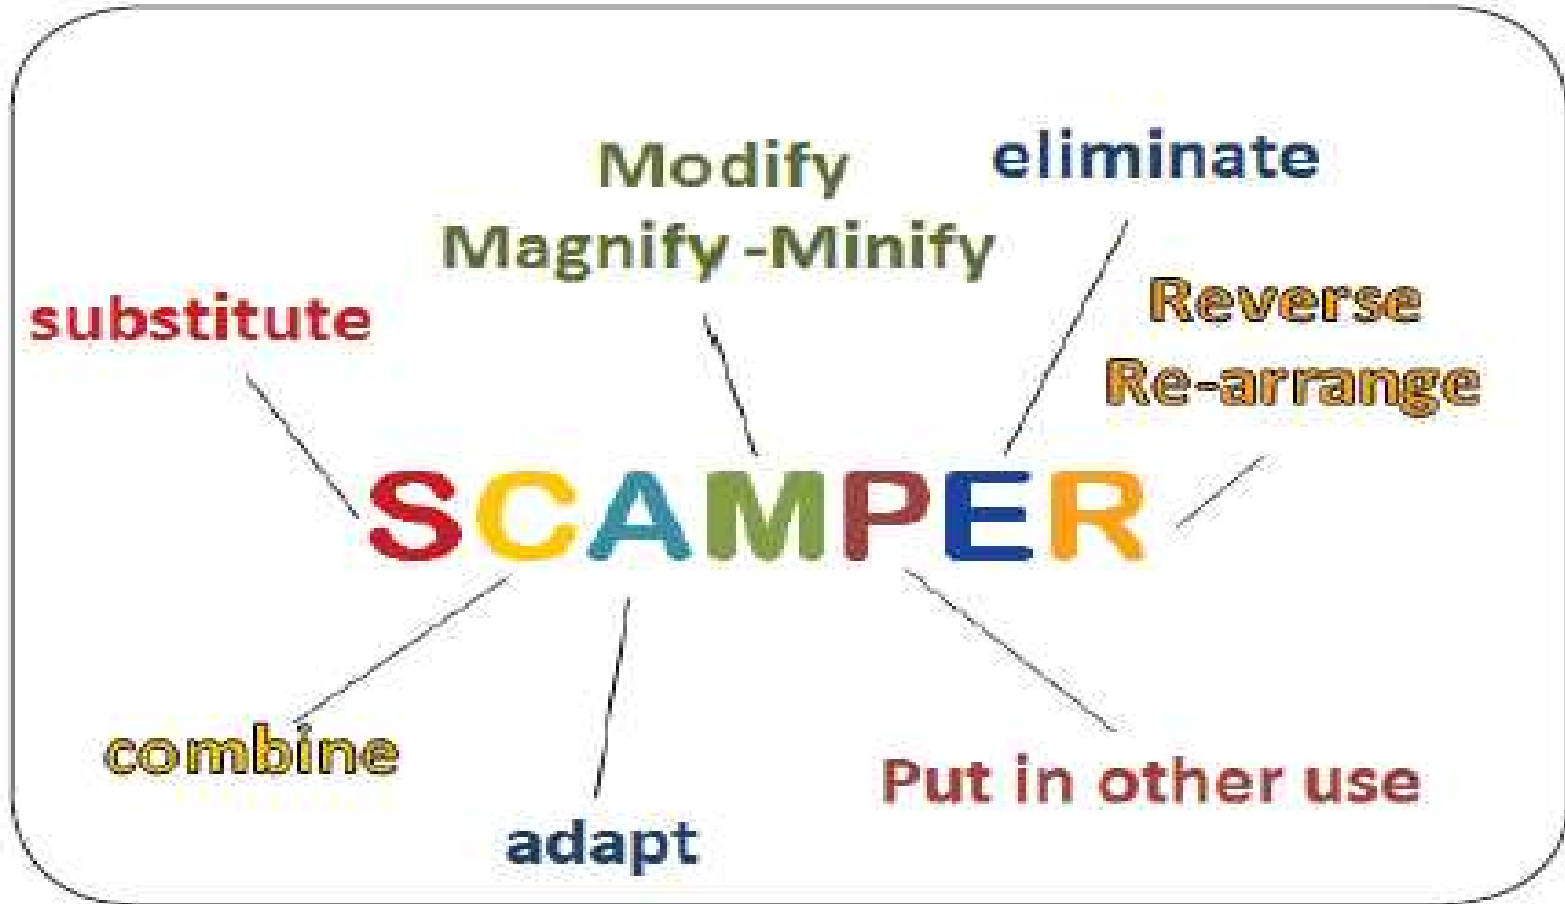 Modify
Magnify -Minify
eliminate
substitute
Reverse
Re-arrange
SCAMPER
combine
adapt
Put in other use